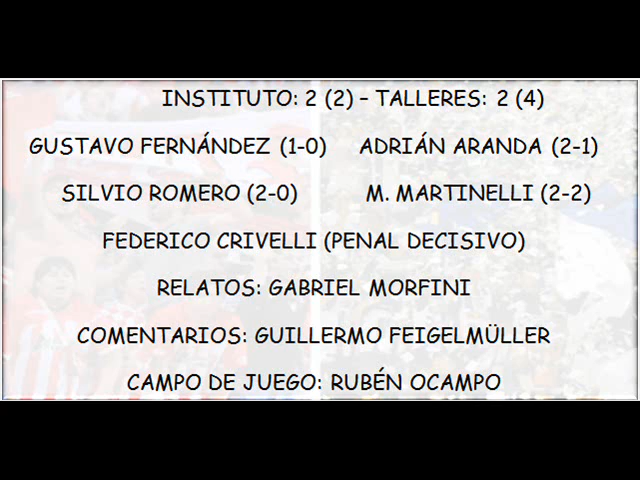 INSTITUTO: 2 (2) – TALLERES: 2 (4)
GUSTAVO FERNÁNDEZ (1-0) ADRIÁN ARANDA (2-1)
SILVIO ROMERO (2-0) M. MARTINELLI (2-2)
FEDERICO CRIVELLI (PENAL DECISIVO)
RELATOS: GABRIEL MORFINI
COMENTARIOS: GUILLERMO FEIGELMÜLLER
CAMPO DE JUEGO: RUBÉN OCAMPO